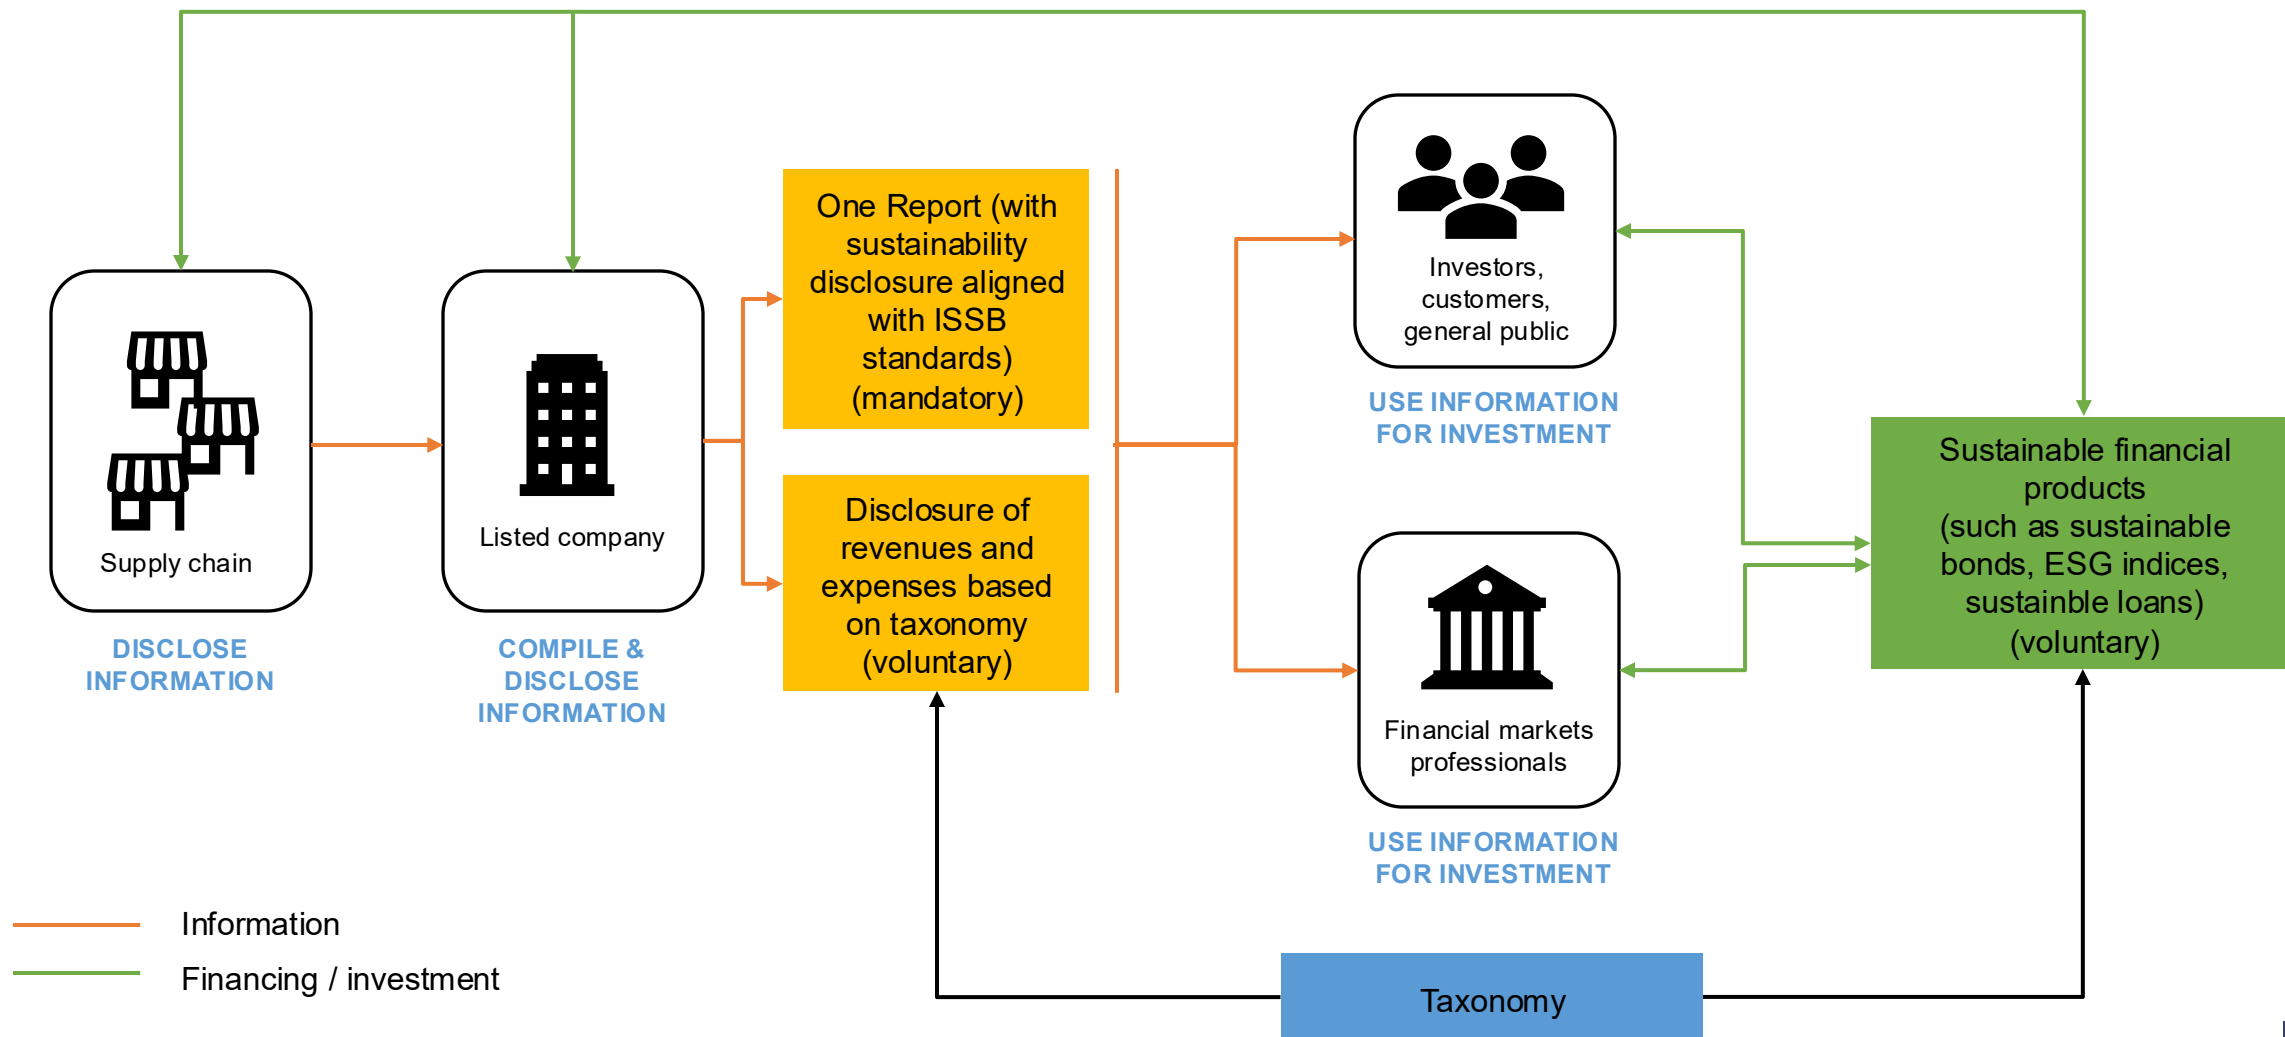 Supply chain
DISCLOSE
INFORMATION
Listed company
COMPILE &
DISCLOSE
INFORMATION
One Report (with
sustainability
disclosure aligned
with ISSB
standards)
(mandatory)
Disclosure of
revenues and
expenses based
on taxonomy
(voluntary)
Investors,
customers,
general public
USE INFORMATION
FOR INVESTMENT
Financial markets
professionals
USE INFORMATION
FOR INVESTMENT
Sustainable financial
products
(such as sustainable
bonds, ESG indices,
sustainble loans)
(voluntary)
Information
Financing / investment
Taxonomy